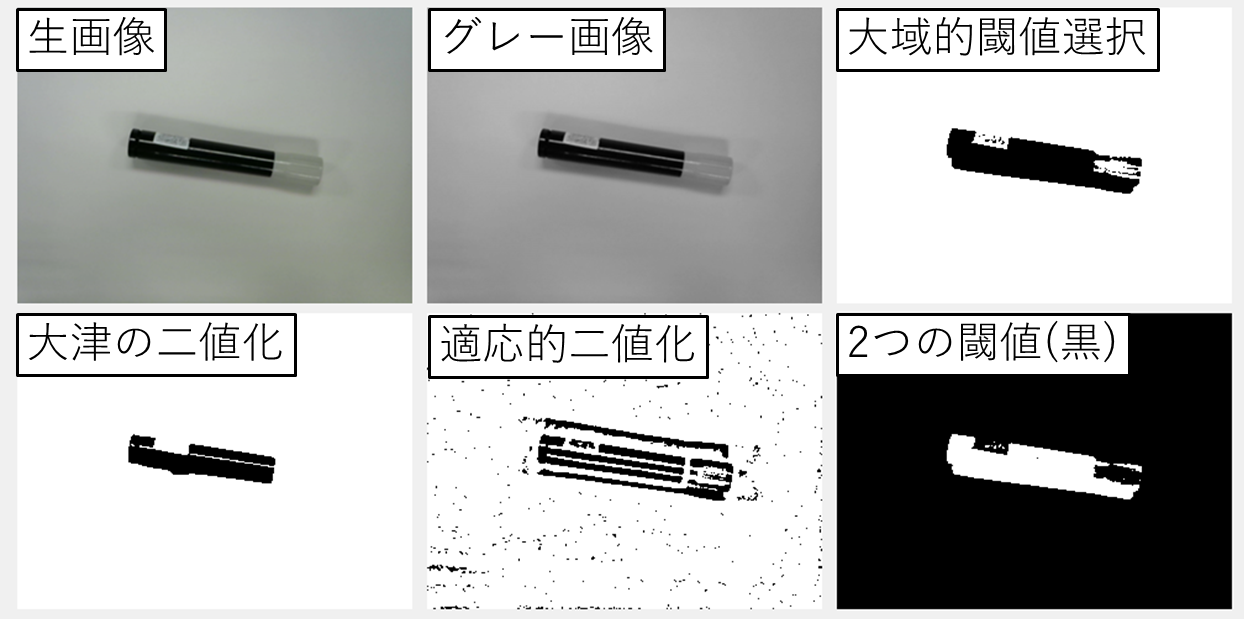 生画像
グレー画像
大域的閾値選択
大津の二値化
適応的二値化
2つの閾値(黒)